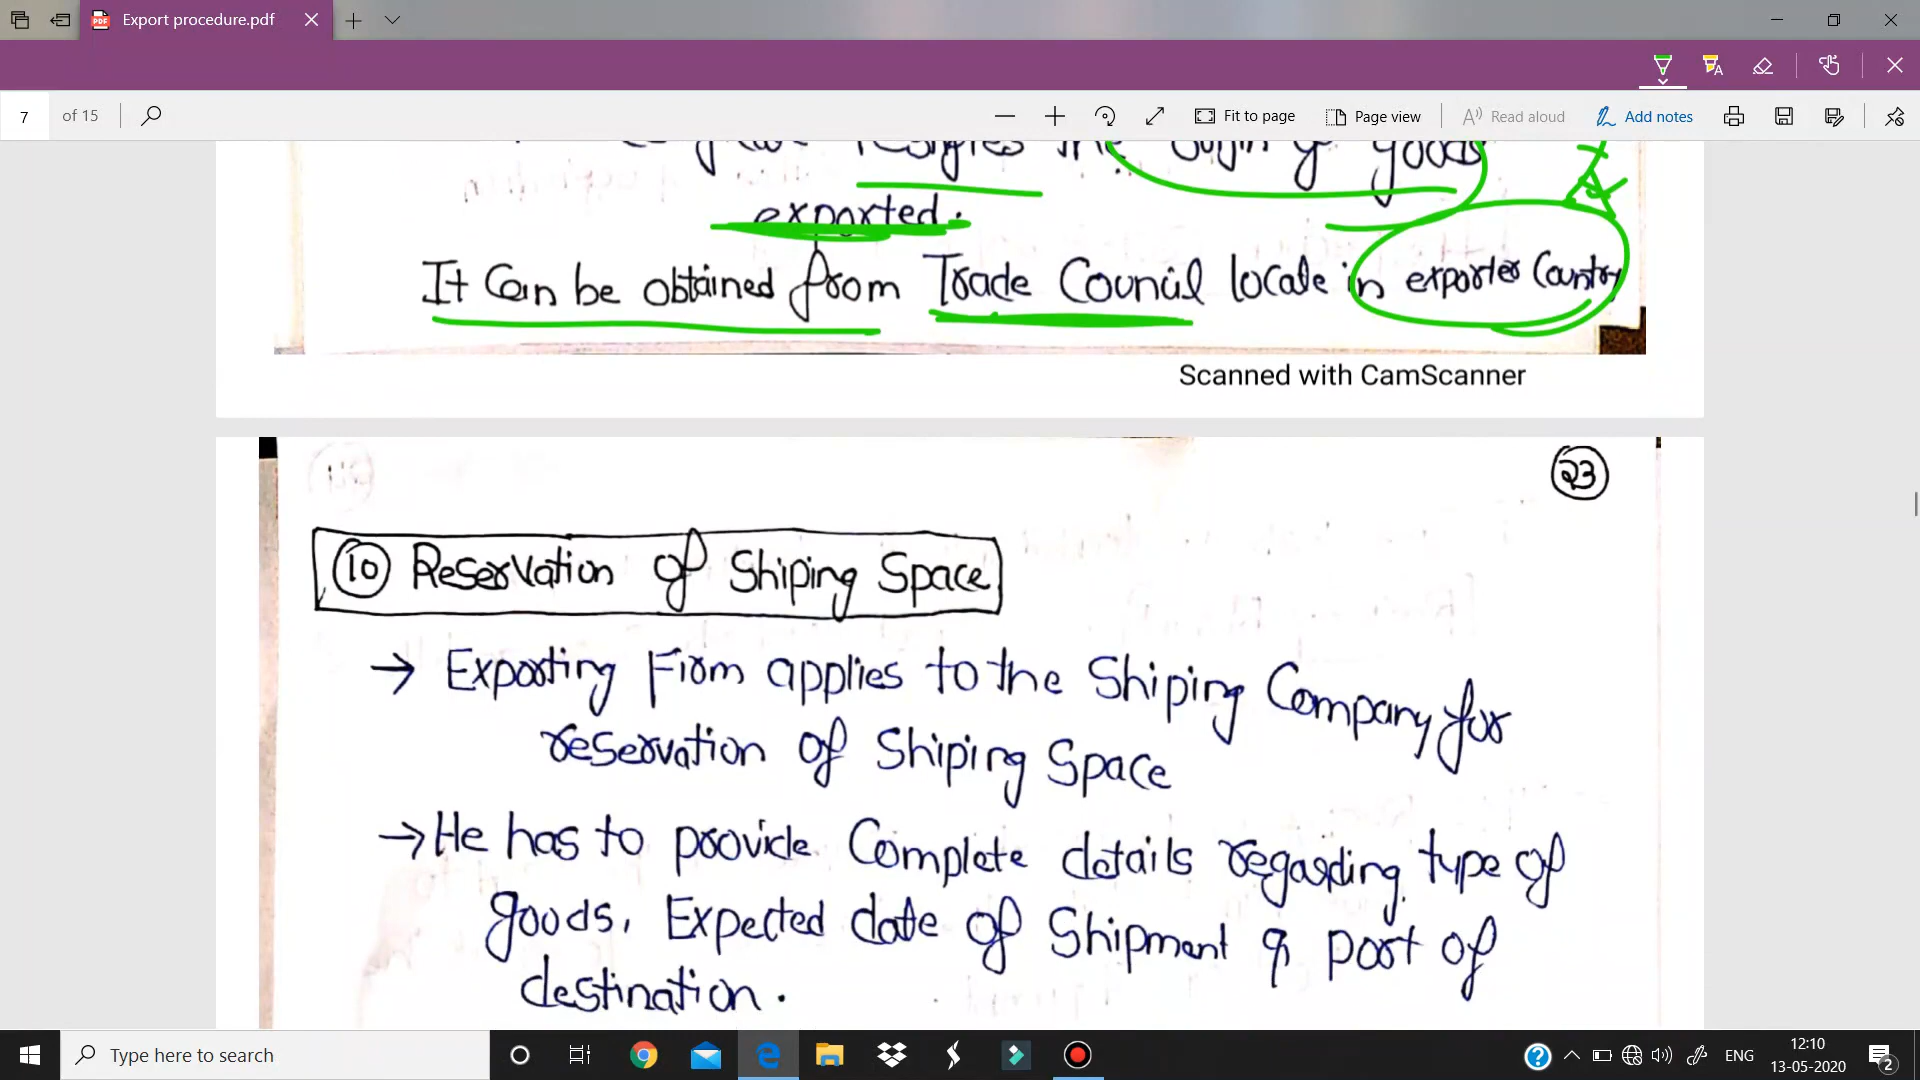 Export procedure.pdf
7 of 15
Fit to page
Page view
Read aloud
Add notes
goods
exported.
It Can be obtained from Trade Council locale in exporter Country
Scanned with CamScanner
23
10 Reservation of Shiping Space
→ Exporting Firm applies to the Shiping Company for
reservation of Shiping Space
→ He has to provide Complete details regarding type of
goods, Expected date of Shipment & port of
destination.
Type here to search
ENG
12:10
13-05-2020
2